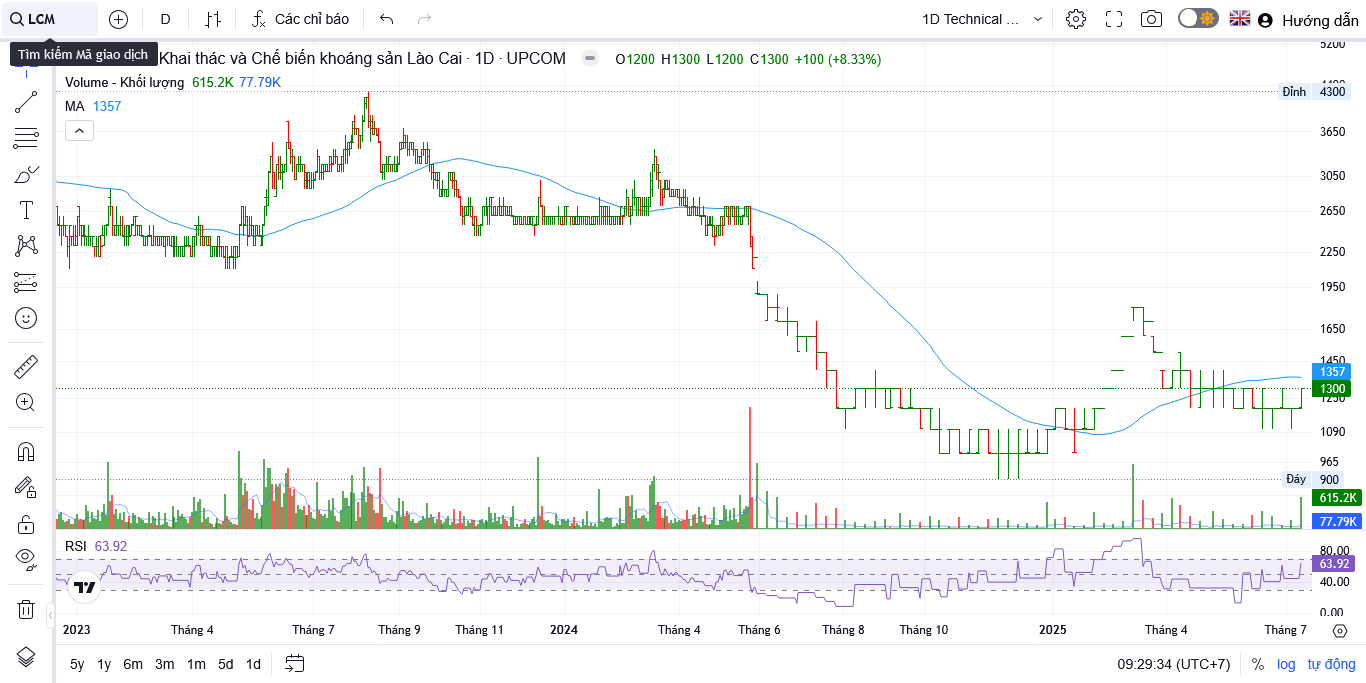 LCM D Các chỉ báo 1D Technical ... Hướng dẫn
Tìm kiếm Mã giao dịch
Khai thác và Chế biến khoáng sản Lào Cai · 1D · UPCOM O1200 H1300 L1200 C1300 +100 (+8.33%)
Volume - Khối lượng 615.2K 77.79K
MA 1357
5200
4400
Đỉnh 4300
3650
3050
2650
2250
1950
1650
1450
1357
1300
1250
1090
965
Đáy 900
615.2K
77.79K
RSI 63.92
80.00
63.92
40.00
0.00
2023 Tháng 4 Tháng 7 Tháng 9 Tháng 11 2024 Tháng 4 Tháng 6 Tháng 8 Tháng 10 2025 Tháng 4 Tháng 7
5y 1y 6m 3m 1m 5d 1d 09:29:34 (UTC+7) % log tự động